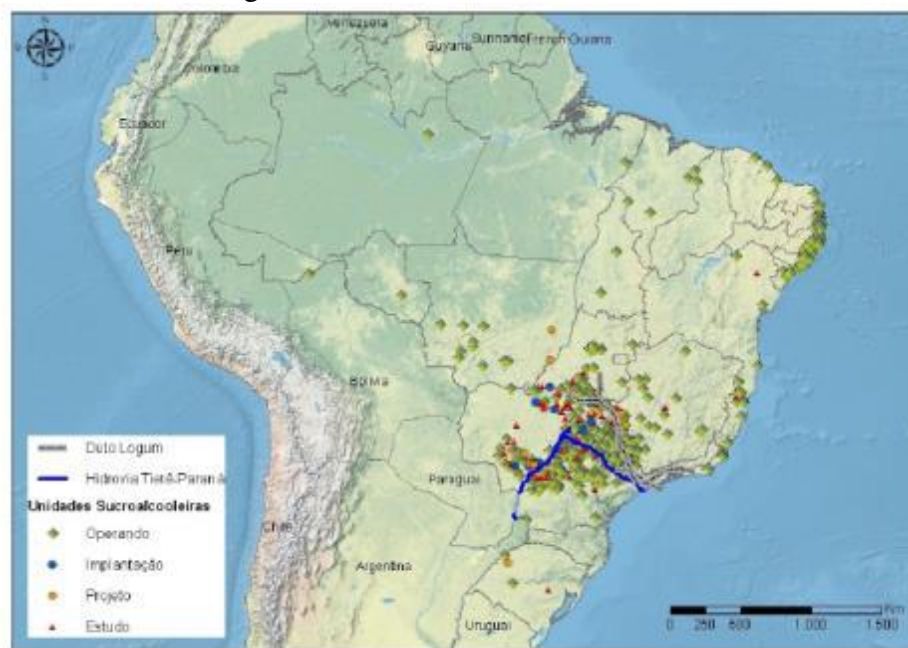 Venezuela
Guyana
Suriname
French Guiana
Colombia
Ecuador
Peru
Bolivia
Paraguai
Chile
Argentina
Uruguai
Duto Logum
Hidrovia Tietê-Paraná
Unidades Sucroalcooleiras
Operando
Implantação
Projeto
Estudo
Km
0 250 500 1.000 1.500